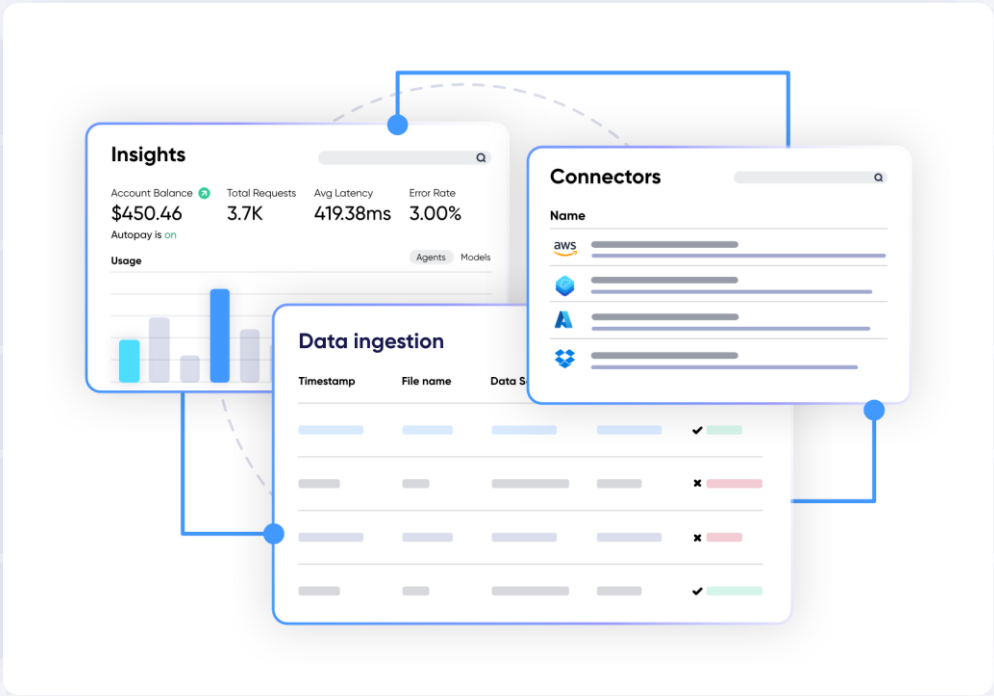 Insights
Account Balance Total Requests Avg Latency Error Rate
$450.46 3.7K 419.38ms 3.00%
Autopay is on
Usage Agents Models
Connectors
Name
aws
Data ingestion
Timestamp File name Data S